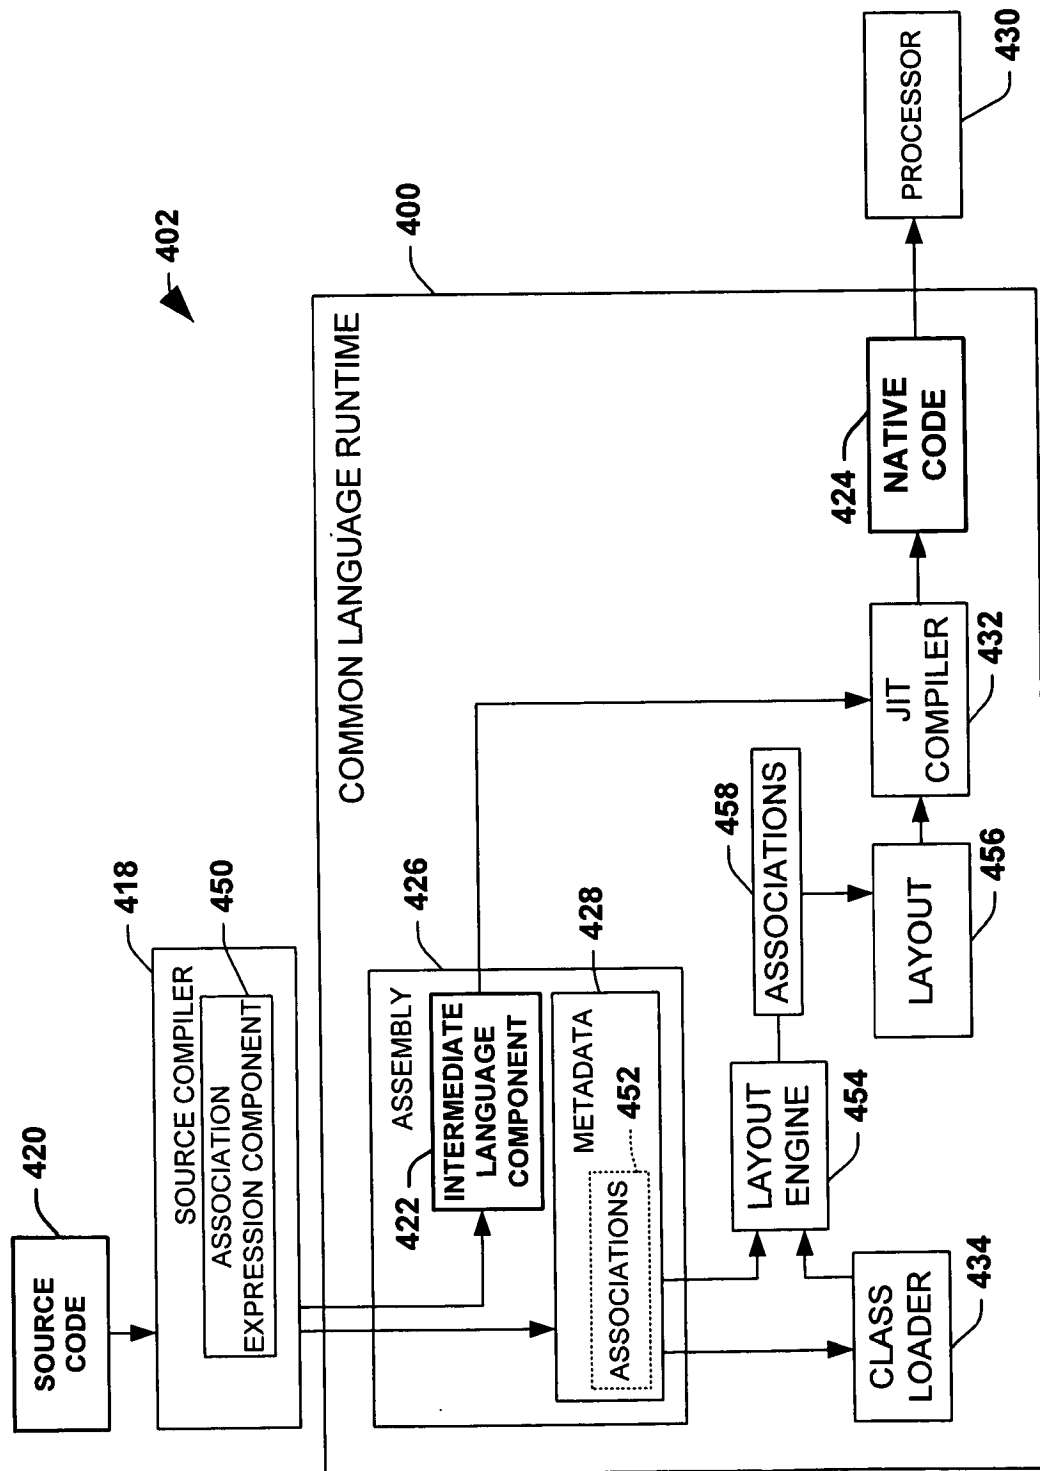 402
420
SOURCE
CODE
418
SOURCE COMPILER
450
ASSOCIATION
EXPRESSION COMPONENT
400
COMMON LANGUAGE RUNTIME
426
ASSEMBLY
422
INTERMEDIATE
LANGUAGE
COMPONENT
428
METADATA
452
ASSOCIATIONS
458
ASSOCIATIONS
LAYOUT
ENGINE
454
CLASS
LOADER
434
LAYOUT
456
JIT
COMPILER
432
424
NATIVE
CODE
PROCESSOR
430